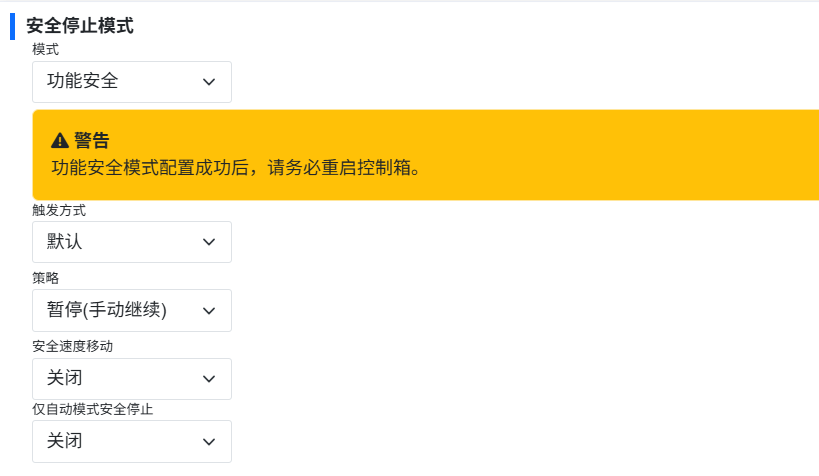 安全停止模式
模式
功能安全
警告
功能安全模式配置成功后，请务必重启控制箱。
触发方式
默认
策略
暂停(手动继续)
安全速度移动
关闭
仅自动模式安全停止
关闭